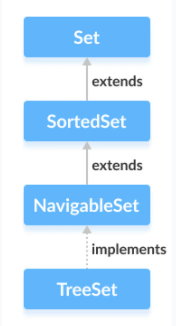 Set
extends
SortedSet
extends
NavigableSet
implements
TreeSet